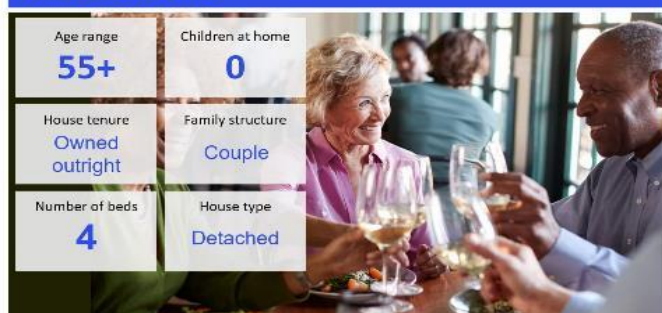 Age range
55+
Children at home
0
House tenure
Owned
outright
Family structure
Couple
Number of beds
4
House type
Detached